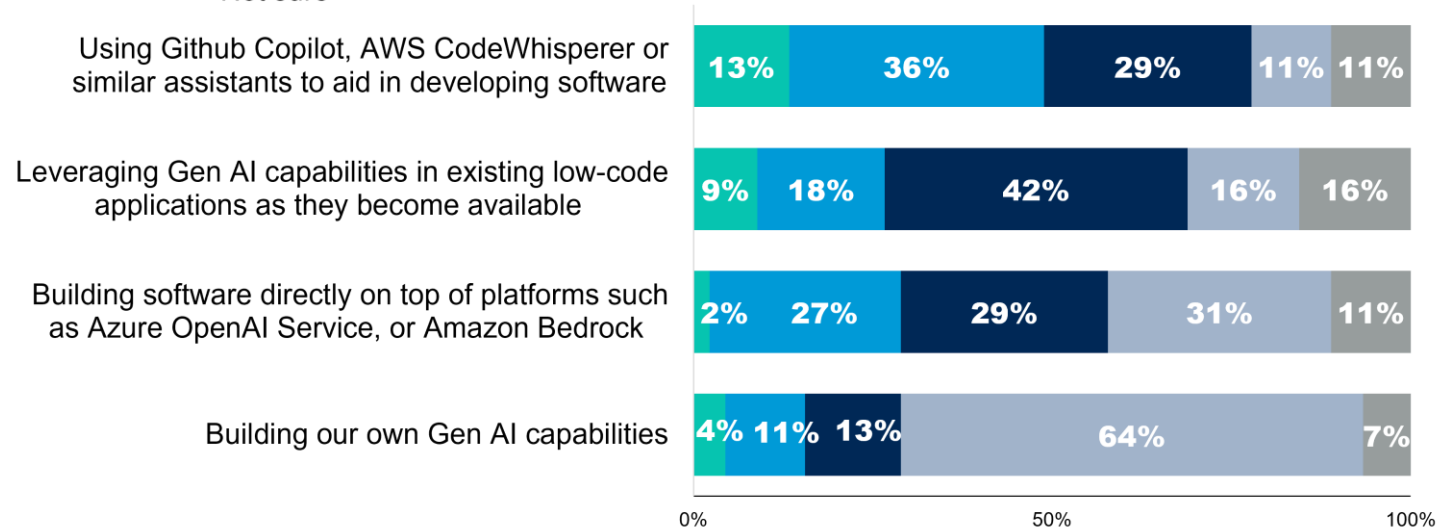 Using Github Copilot, AWS CodeWhisperer or
similar assistants to aid in developing software
13% 36% 29% 11% 11%
Leveraging Gen AI capabilities in existing low-code
applications as they become available
9% 18% 42% 16% 16%
Building software directly on top of platforms such
as Azure OpenAI Service, or Amazon Bedrock
2% 27% 29% 31% 11%
Building our own Gen AI capabilities
4% 11% 13% 64% 7%
0% 50% 100%